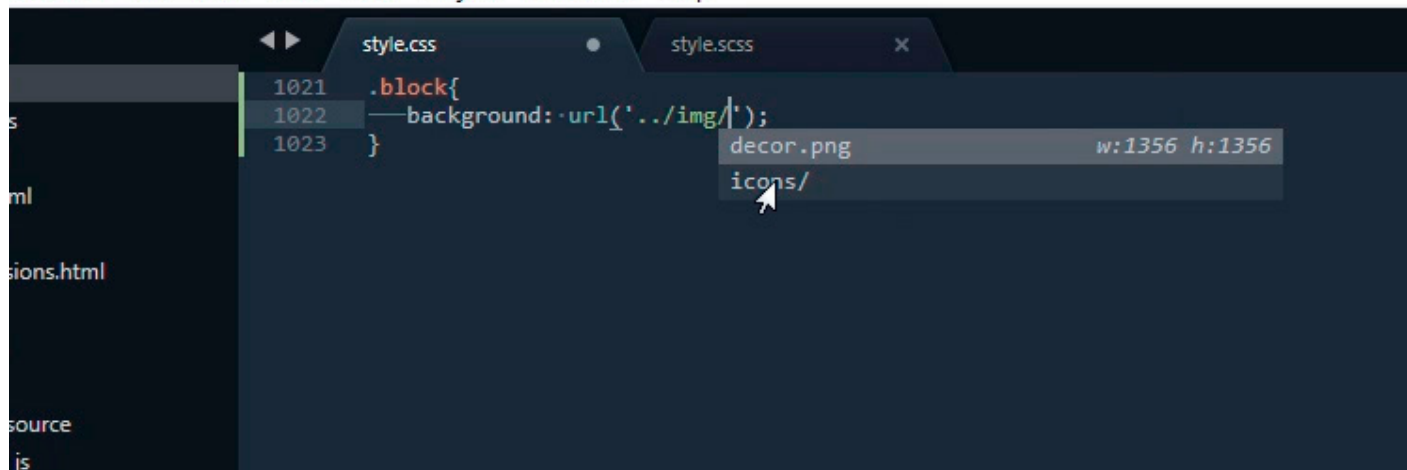 style.css
style.scss
1021 .block{
1022 background: url('../img/');
1023 }
decor.png w:1356 h:1356
icons/
s
ml
sions.html
source
js